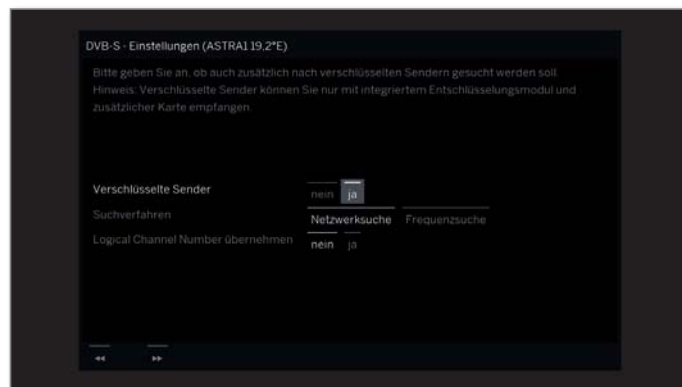 DVB-S - Einstellungen (ASTRA1 19,2°E)
Bitte geben Sie an, ob auch zusätzlich nach verschlüsselten Sendern gesucht werden soll.
Hinweis: Verschlüsselte Sender können Sie nur mit integriertem Entschlüsselungsmodul und
zusätzlicher Karte empfangen.
Verschlüsselte Sender nein ja
Suchverfahren Netzwerksuche Frequenzsuche
Logical Channel Number übernehmen nein ja